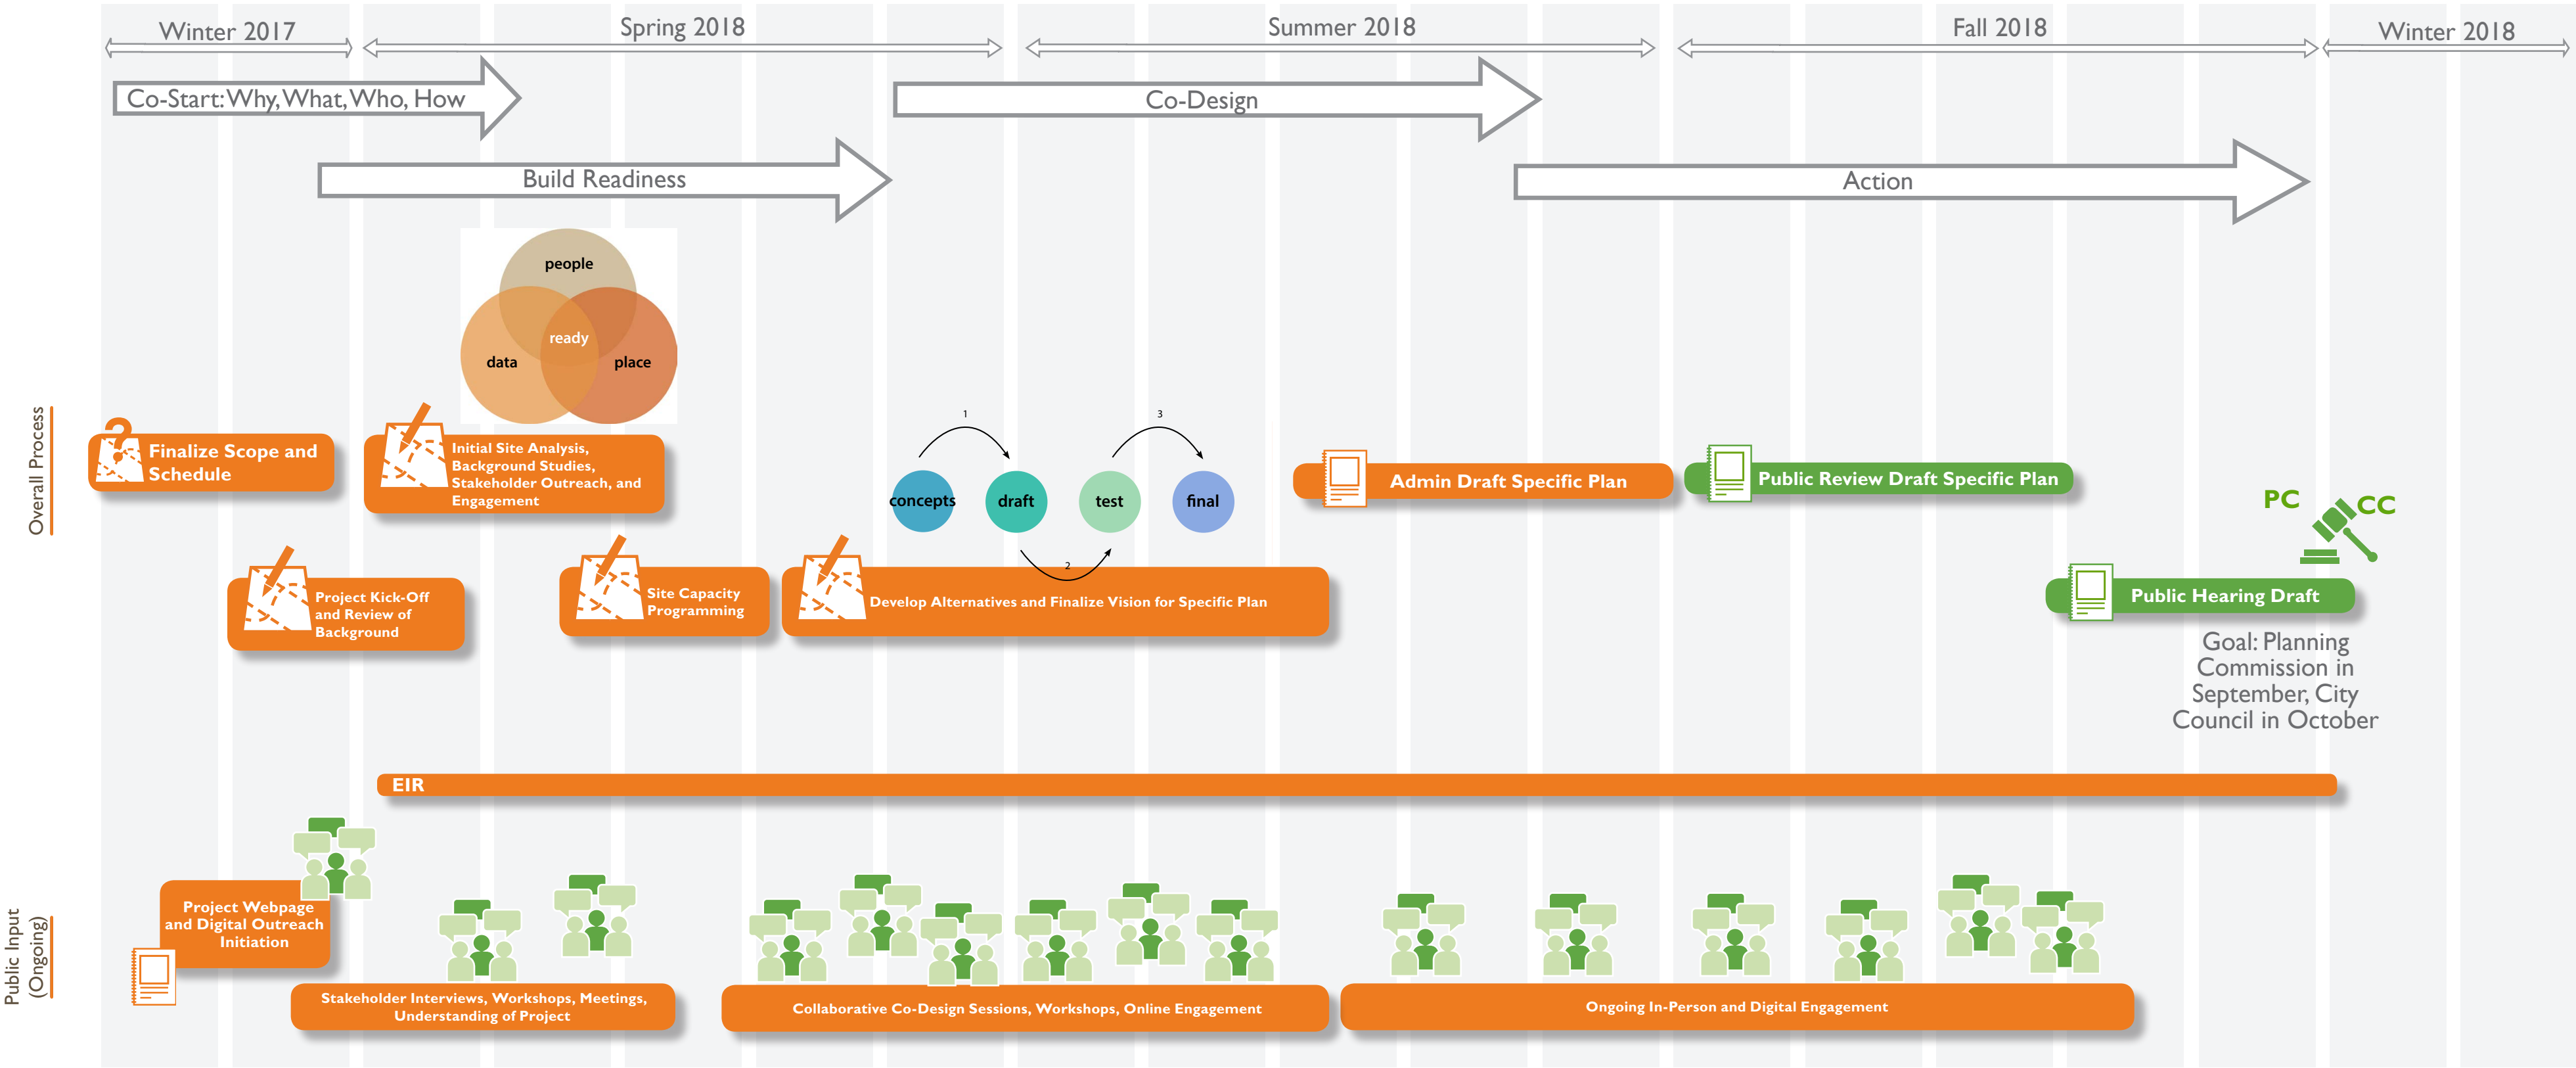 Winter 2017
Spring 2018
Summer 2018
Fall 2018
Winter 2018
Co-Start: Why, What, Who, How
Co-Design
Build Readiness
Action
people
data
ready
place
Overall Process
?
Finalize Scope and
Schedule
Initial Site Analysis,
Background Studies,
Stakeholder Outreach, and
Engagement
1
3
concepts
draft
test
final
2
Admin Draft Specific Plan
Public Review Draft Specific Plan
PC
CC
Project Kick-Off
and Review of
Background
Site Capacity
Programming
Develop Alternatives and Finalize Vision for Specific Plan
Public Hearing Draft
Goal: Planning
Commission in
September, City
Council in October
EIR
Public Input
(Ongoing)
Project Webpage
and Digital Outreach
Initiation
Stakeholder Interviews, Workshops, Meetings,
Understanding of Project
Collaborative Co-Design Sessions, Workshops, Online Engagement
Ongoing In-Person and Digital Engagement